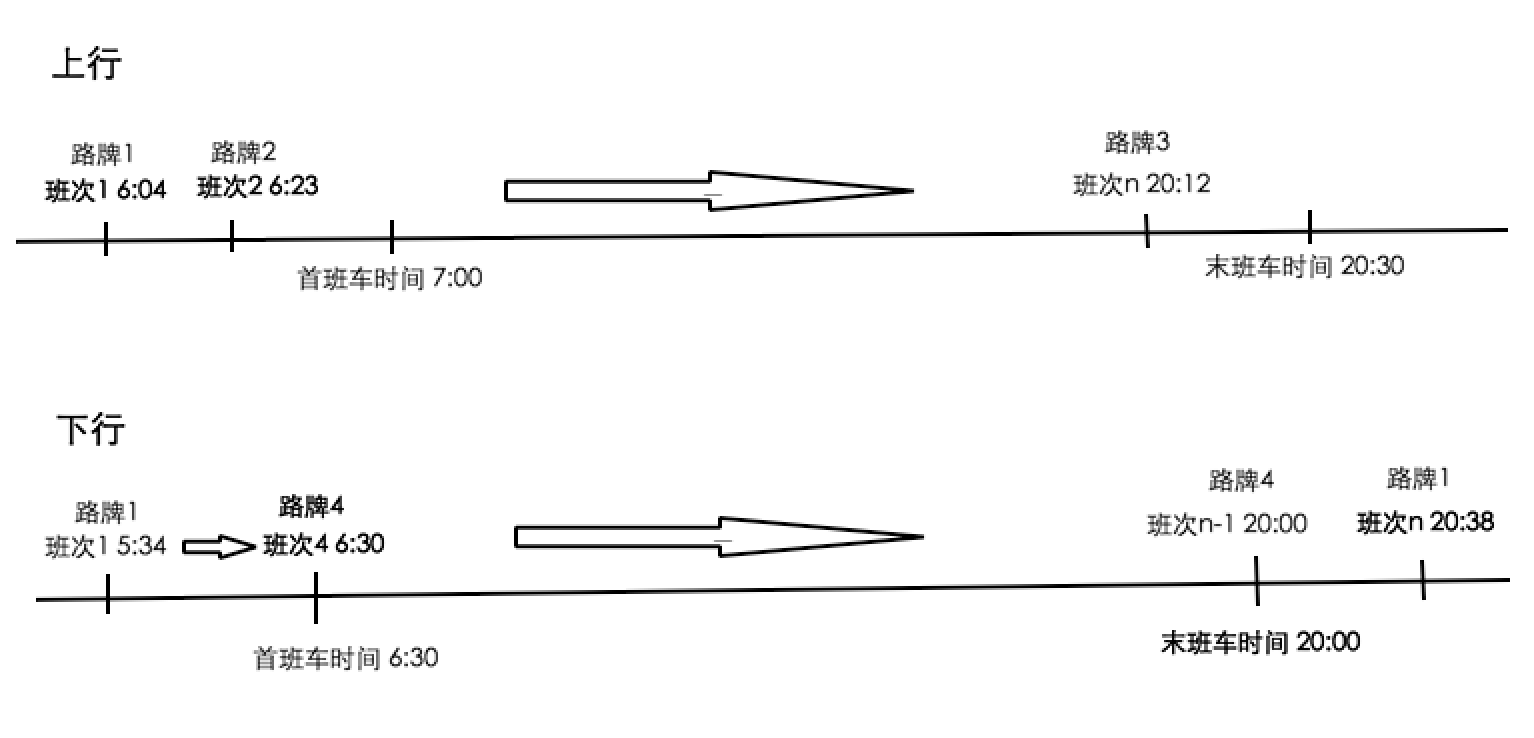 上行
路牌1
班次1 6:04
路牌2
班次2 6:23
首班车时间 7:00
路牌3
班次n 20:12
末班车时间 20:30
下行
路牌1
班次1 5:34
路牌4
班次4 6:30
首班车时间 6:30
路牌4
班次n-1 20:00
路牌1
班次n 20:38
末班车时间 20:00